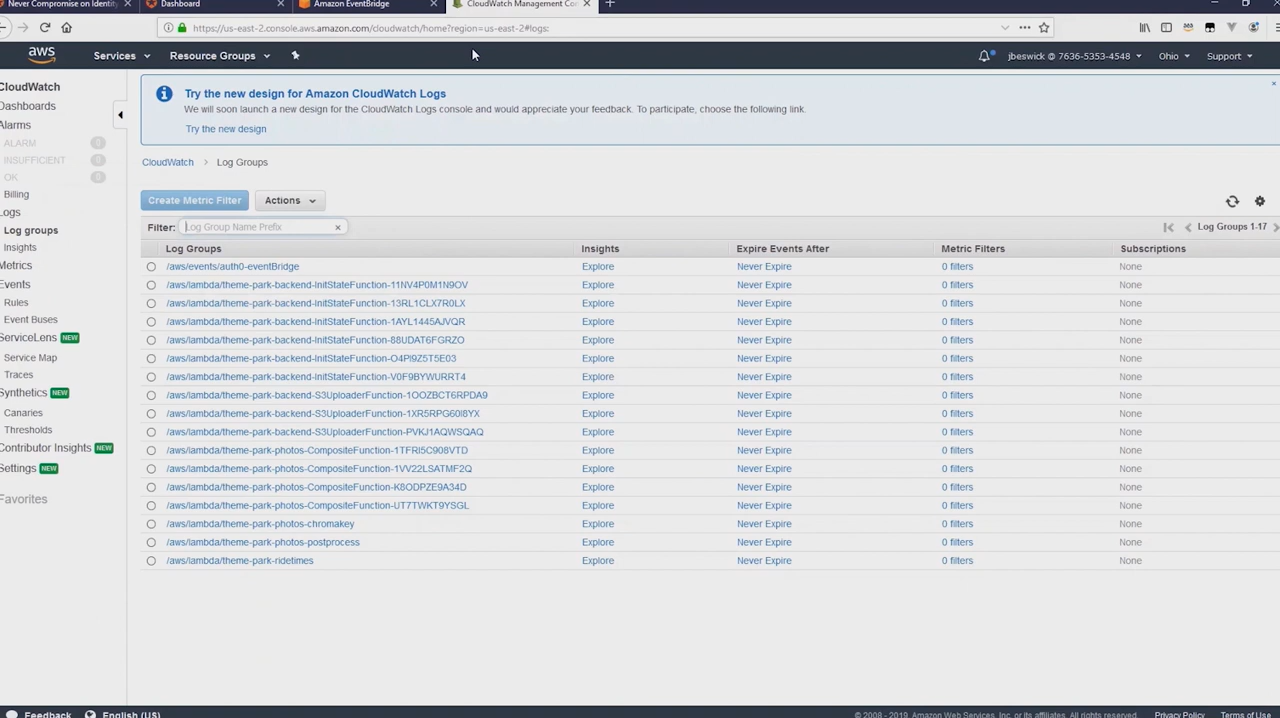 Never Compromise on Identity
Dashboard
Amazon EventBridge
CloudWatch Management Co
https://us-east-2.console.aws.amazon.com/cloudwatch/home?region=us-east-2#logs:
aws
Services
Resource Groups
jbeswick @ 7636-5353-4548
Ohio
Support
CloudWatch
Dashboards
Alarms
ALARM 0
INSUFFICIENT 0
OK 0
Billing
Logs
Log groups
Insights
Metrics
Events
Rules
Event Buses
ServiceLens NEW
Service Map
Traces
Synthetics NEW
Canaries
Thresholds
Contributor Insights NEW
Settings NEW
Favorites
Try the new design for Amazon CloudWatch Logs
We will soon launch a new design for the CloudWatch Logs console and would appreciate your feedback. To participate, choose the following link.
Try the new design
CloudWatch > Log Groups
Create Metric Filter
Actions
Filter: Log Group Name Prefix
Log Groups 1-17
Log Groups Insights Expire Events After Metric Filters Subscriptions
/aws/events/auth0-eventBridge Explore Never Expire 0 filters None
/aws/lambda/theme-park-backend-InitStateFunction-11NV4P0M1N9OV Explore Never Expire 0 filters None
/aws/lambda/theme-park-backend-InitStateFunction-13RL1CLX7R0LX Explore Never Expire 0 filters None
/aws/lambda/theme-park-backend-InitStateFunction-1AYL1445AJVQR Explore Never Expire 0 filters None
/aws/lambda/theme-park-backend-InitStateFunction-88UDAT6FGRZO Explore Never Expire 0 filters None
/aws/lambda/theme-park-backend-InitStateFunction-O4PI9Z5T5E03 Explore Never Expire 0 filters None
/aws/lambda/theme-park-backend-InitStateFunction-V0F9BYWURRT4 Explore Never Expire 0 filters None
/aws/lambda/theme-park-backend-S3UploaderFunction-1OOZBCT6RPDA9 Explore Never Expire 0 filters None
/aws/lambda/theme-park-backend-S3UploaderFunction-1XR5RPG60I8YX Explore Never Expire 0 filters None
/aws/lambda/theme-park-backend-S3UploaderFunction-PVKJ1AQWSQAQ Explore Never Expire 0 filters None
/aws/lambda/theme-park-photos-CompositeFunction-1TFRI5C908VTD Explore Never Expire 0 filters None
/aws/lambda/theme-park-photos-CompositeFunction-1VV22LSATMF2Q Explore Never Expire 0 filters None
/aws/lambda/theme-park-photos-CompositeFunction-K8ODPZE9A34D Explore Never Expire 0 filters None
/aws/lambda/theme-park-photos-CompositeFunction-UT7TWKT9YSGL Explore Never Expire 0 filters None
/aws/lambda/theme-park-photos-chromakey Explore Never Expire 0 filters None
/aws/lambda/theme-park-photos-postprocess Explore Never Expire 0 filters None
/aws/lambda/theme-park-ridetimes Explore Never Expire 0 filters None
Feedback
English (US)
© 2008 - 2019, Amazon Web Services, Inc. or its affiliates. All rights reserved.
Privacy Policy
Terms of Use